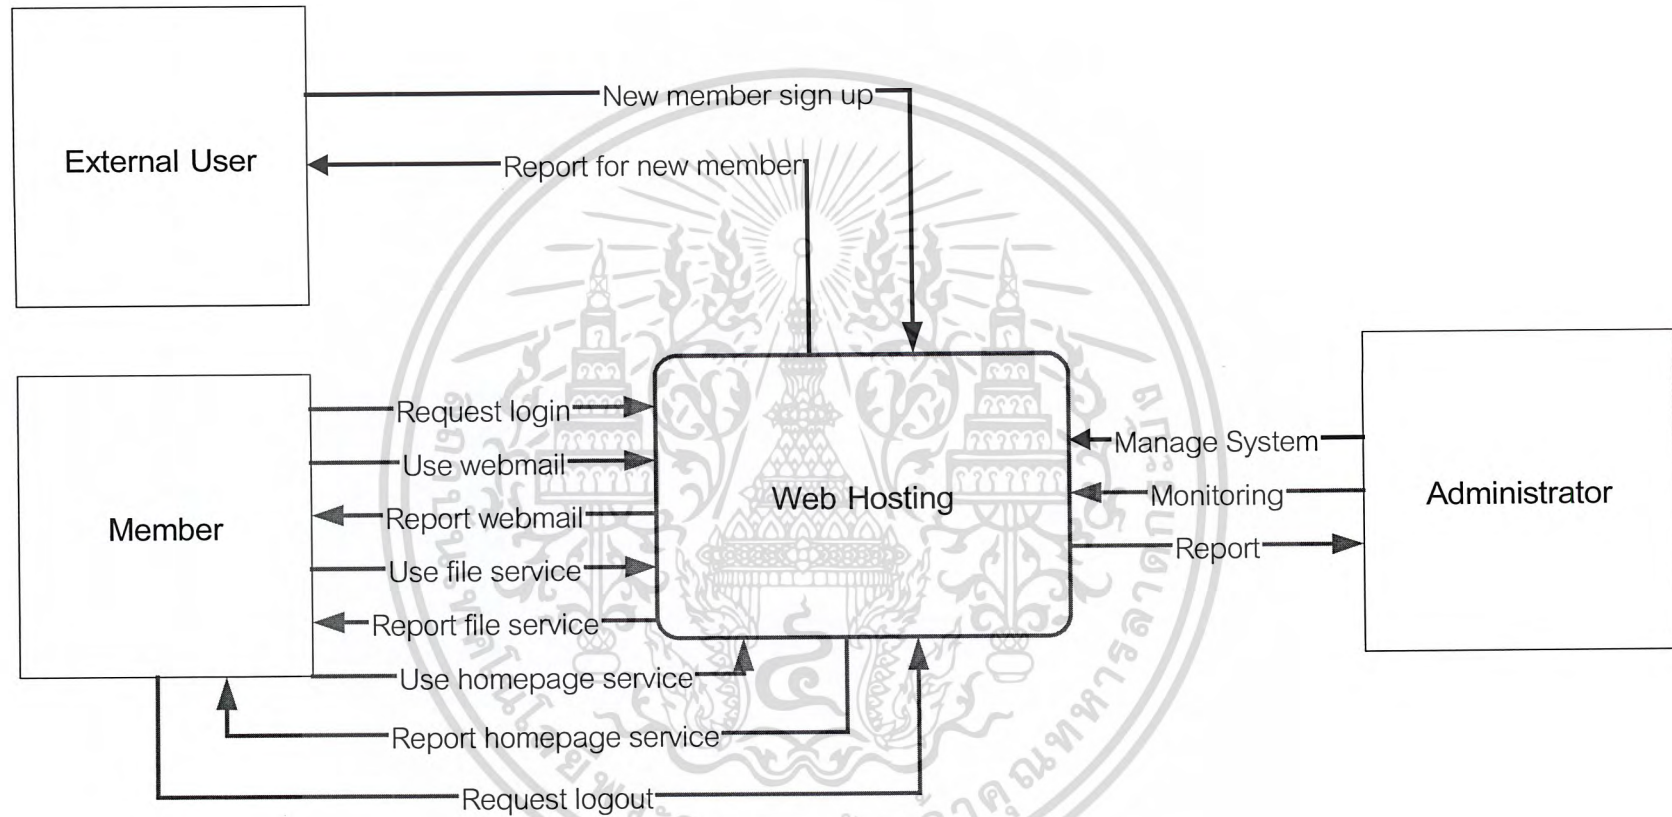 New member sign up
External User
Report for new member
Request login
Use webmail
Report webmail
Member
Use file service
Report file service
Use homepage service
Report homepage service
Request logout
Web Hosting
Manage System
Monitoring
Report
Administrator